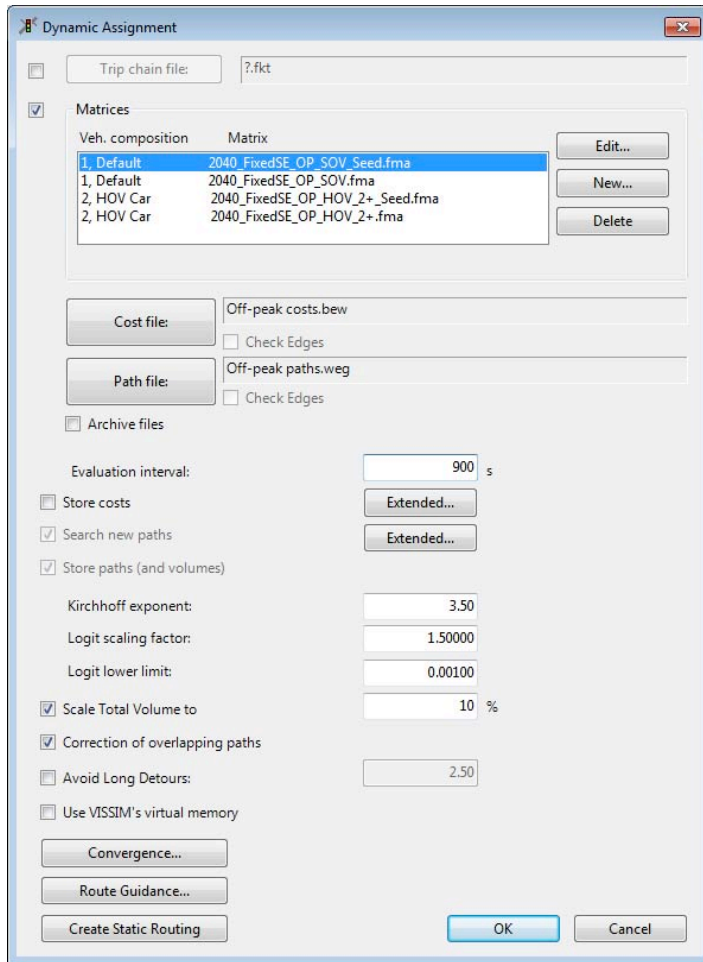 Dynamic Assignment
Trip chain file: ?.fkt
Matrices
Veh. composition Matrix
1, Default 2040_FixedSE_OP_SOV_Seed.fma
1, Default 2040_FixedSE_OP_SOV.fma
2, HOV Car 2040_FixedSE_OP_HOV_2+_Seed.fma
2, HOV Car 2040_FixedSE_OP_HOV_2+.fma
Edit...
New...
Delete
Cost file: Off-peak costs.bew
Check Edges
Path file: Off-peak paths.weg
Check Edges
Archive files
Evaluation interval: 900 s
Store costs Extended...
Search new paths Extended...
Store paths (and volumes)
Kirchhoff exponent: 3.50
Logit scaling factor: 1.50000
Logit lower limit: 0.00100
Scale Total Volume to 10 %
Correction of overlapping paths
Avoid Long Detours: 2.50
Use VISSIM's virtual memory
Convergence...
Route Guidance...
Create Static Routing OK Cancel